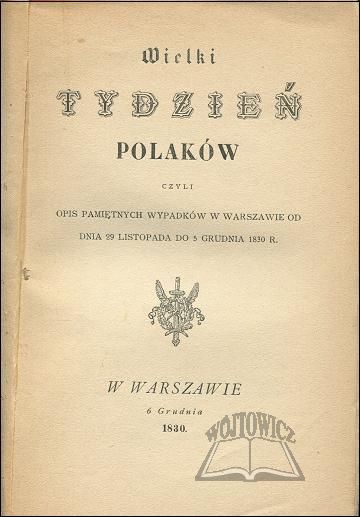 Wielki
TYDZIEŃ
POLAKÓW
CZYLI
OPIS PAMIĘTNYCH WYPADKÓW W WARSZAWIE OD
DNIA 29 LISTOPADA DO 5 GRUDNIA 1830 R.
W WARSZAWIE
6 Grudnia
1830.
WÓJTOWICZ